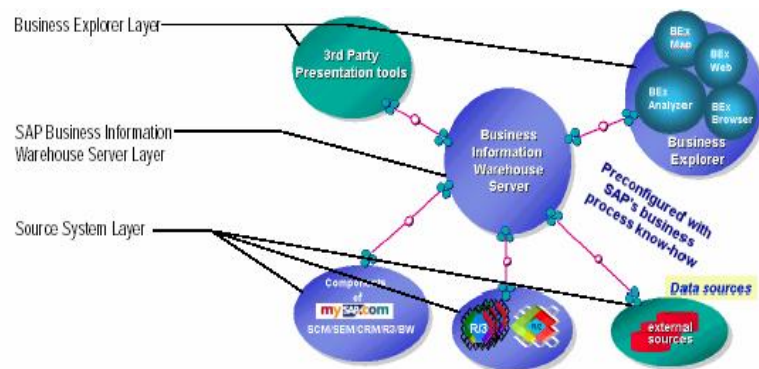 Business Explorer Layer
3rd Party
Presentation tools
BEx
Map
BEx
Web
BEx
Analyzer
BEx
Browser
Business
Explorer
SAP Business Information
Warehouse Server Layer
Business
Information
Warehouse
Server
Preconfigured with
SAP's business
process know-how
Source System Layer
Components
of
mySAP.com
SCM/SEM/CRM/R3/BW
R/3
Data sources
external
sources